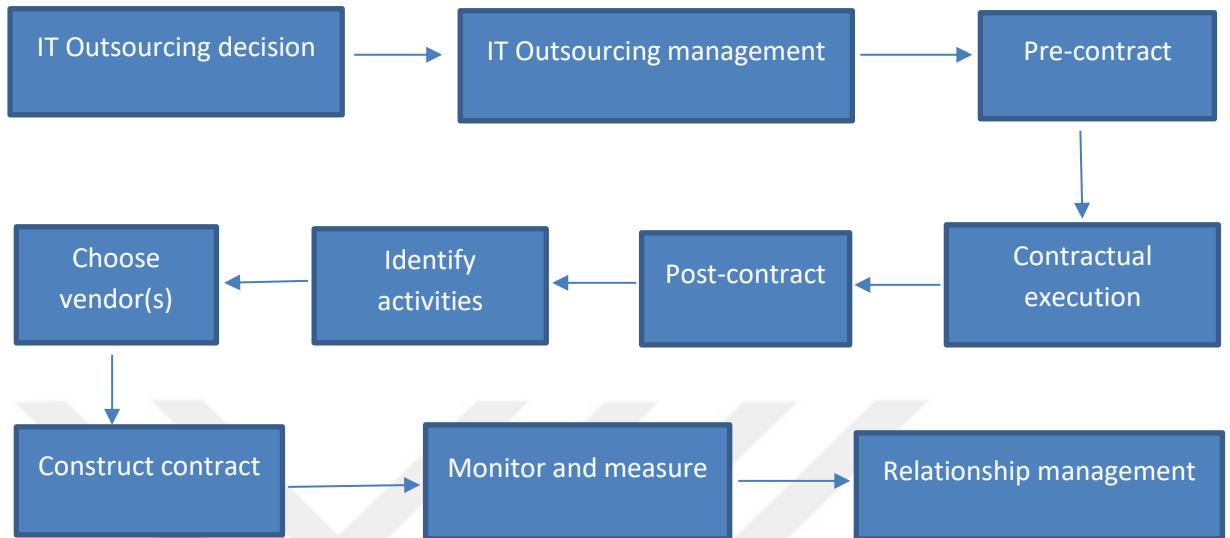 IT Outsourcing decision
IT Outsourcing management
Pre-contract
Choose
vendor(s)
Identify
activities
Post-contract
Contractual
execution
Construct contract
Monitor and measure
Relationship management